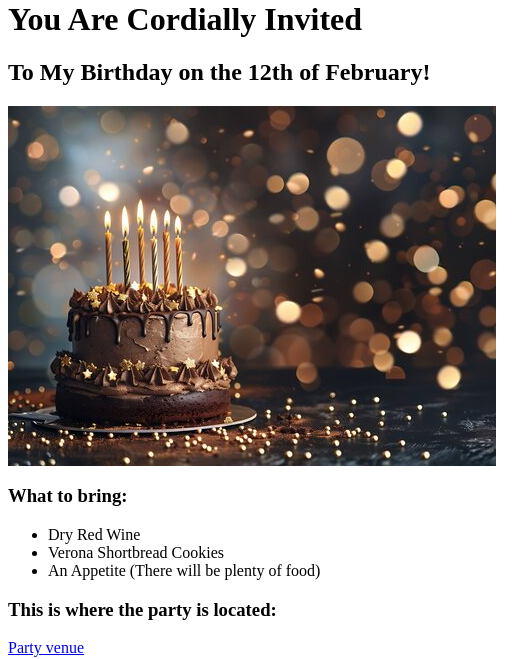 You Are Cordially Invited
To My Birthday on the 12th of February!
What to bring:
Dry Red Wine
Verona Shortbread Cookies
An Appetite (There will be plenty of food)
This is where the party is located:
Party venue